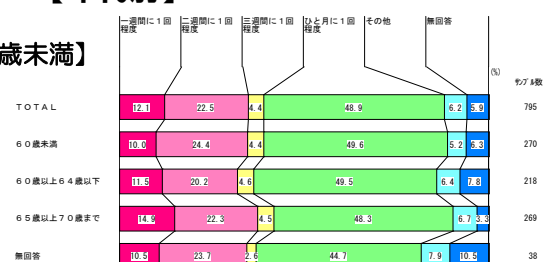 歳未満】
一週間に１回程度
二週間に１回程度
三週間に１回程度
ひと月に１回程度
その他
無回答
(%)
ｻﾝﾌﾟﾙ数
ＴＯＴＡＬ 12.1 22.5 4.4 48.9 6.2 5.9 795
６０歳未満 10.0 24.4 4.4 49.6 5.2 6.3 270
６０歳以上６４歳以下 11.5 20.2 4.6 49.5 6.4 7.8 218
６５歳以上７０歳まで 14.9 22.3 4.5 48.3 6.7 3.3 269
無回答 10.5 23.7 2.6 44.7 7.9 10.5 38